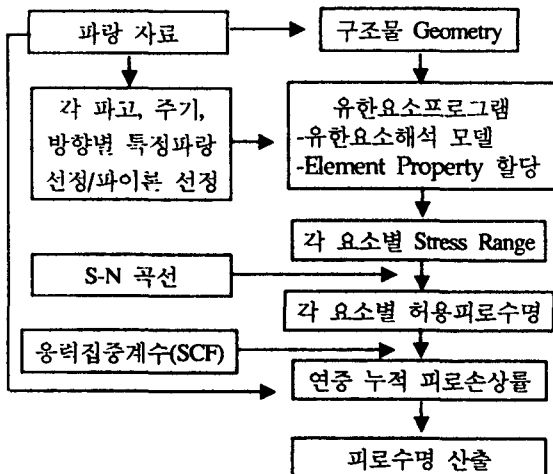 파랑 자료
구조물 Geometry
각 파고, 주기,
방향별 특정파랑
선정/파이론 선정
유한요소프로그램
-유한요소해석 모델
-Element Property 할당
각 요소별 Stress Range
S-N 곡선
각 요소별 허용피로수명
응력집중계수(SCF)
연중 누적 피로손상률
피로수명 산출